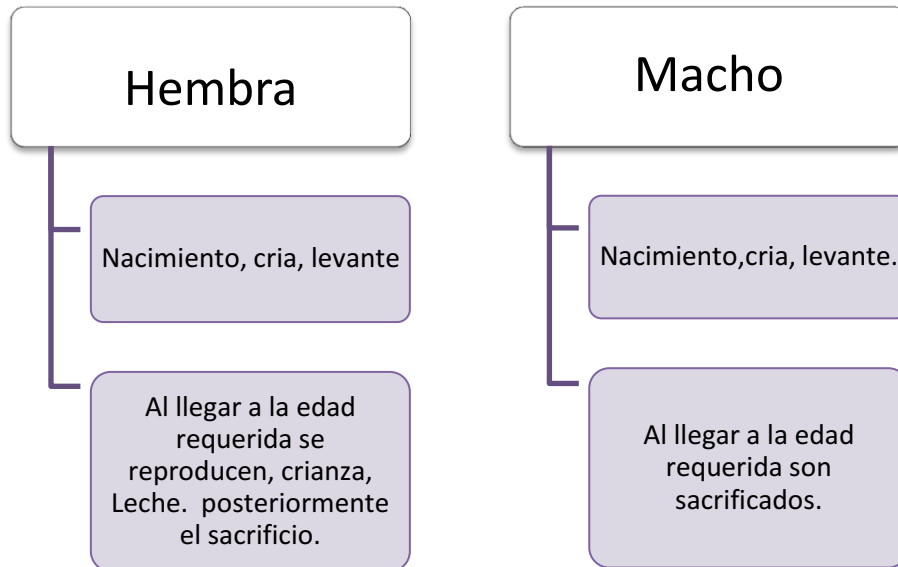 Hembra
Nacimiento, cria, levante
Al llegar a la edad
requerida se
reproducen, crianza,
Leche.  posteriormente
el sacrificio.
Macho
Nacimiento,cria, levante.
Al llegar a la edad
requerida son
sacrificados.